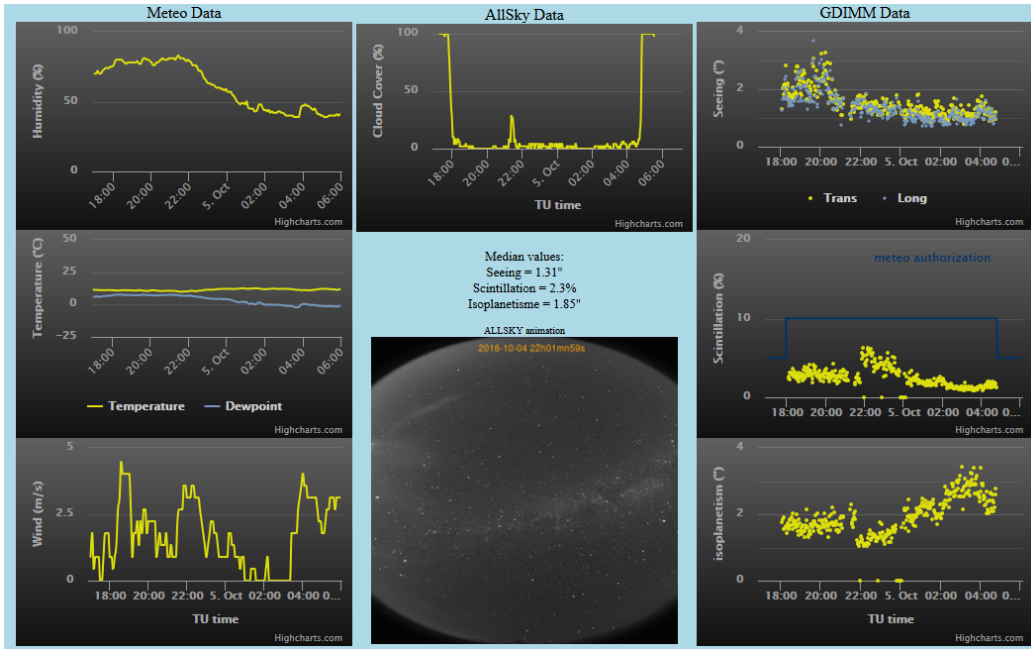 Meteo Data
100
50
0
Humidity (%)
18:00
20:00
22:00
5. Oct
02:00
04:00
06:00
Highcharts.com
50
25
0
−25
Temperature (°C)
18:00
20:00
22:00
5. Oct
02:00
04:00
06:00
Temperature
Dewpoint
Highcharts.com
5
2.5
0
Wind (m/s)
18:00 20:00 22:00 5. Oct 02:00 04:00 0...
TU time
Highcharts.com
AllSky Data
100
50
0
Cloud Cover (%)
18:00
20:00
22:00
5. Oct
02:00
04:00
06:00
TU time
Highcharts.com
Median values:
Seeing = 1.31"
Scintillation = 2.3%
Isoplanetisme = 1.85"
ALLSKY animation
2016-10-04 22h01mn59s
GDIMM Data
4
2
0
Seeing (")
18:00 20:00 22:00 5. Oct 02:00 04:00 0...
Trans
Long
Highcharts.com
20
10
0
Scintillation (%)
meteo authorization
18:00 20:00 22:00 5. Oct 02:00 04:00 0...
Highcharts.com
4
2
0
isoplanetism (")
18:00 20:00 22:00 5. Oct 02:00 04:00 0...
TU time
Highcharts.com